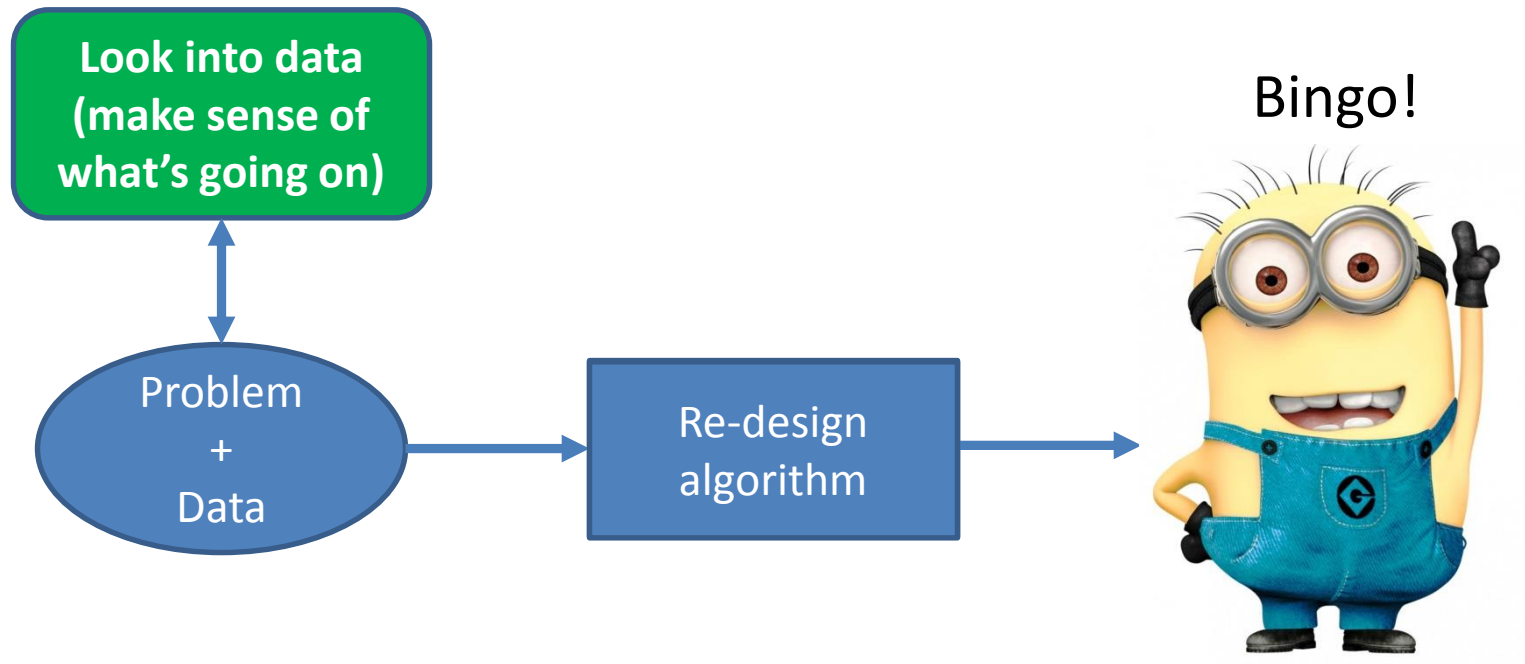 Look into data
(make sense of
what's going on)
Bingo!
Problem
+
Data
Re-design
algorithm